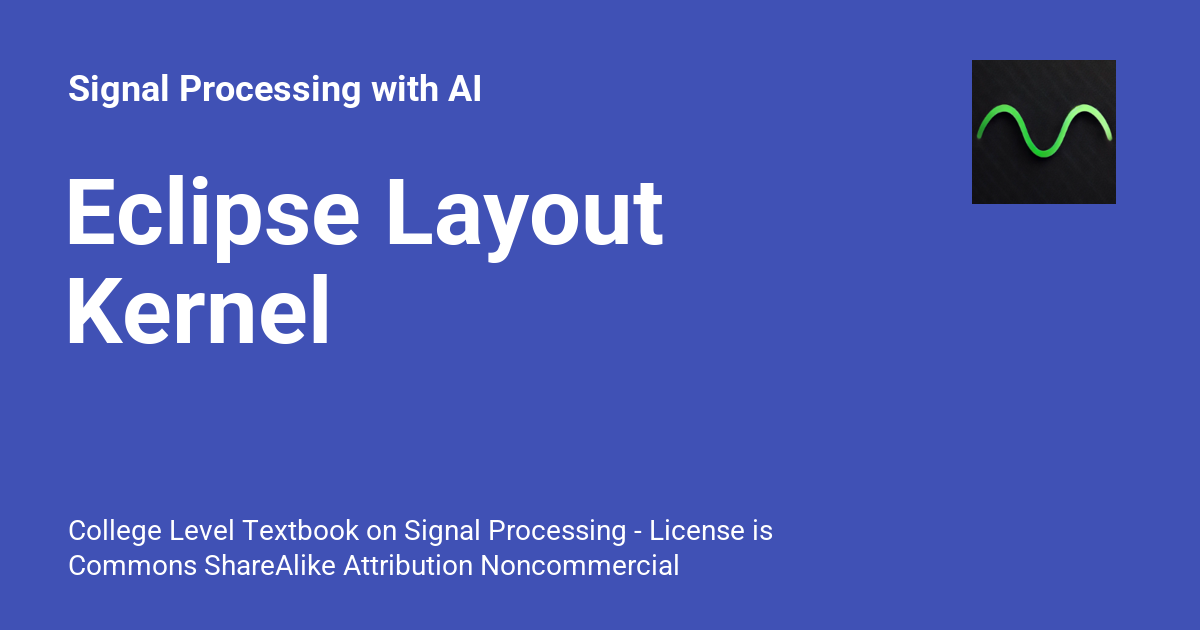 Signal Processing with AI
Eclipse Layout
Kernel
College Level Textbook on Signal Processing - License is
Commons ShareAlike Attribution Noncommercial